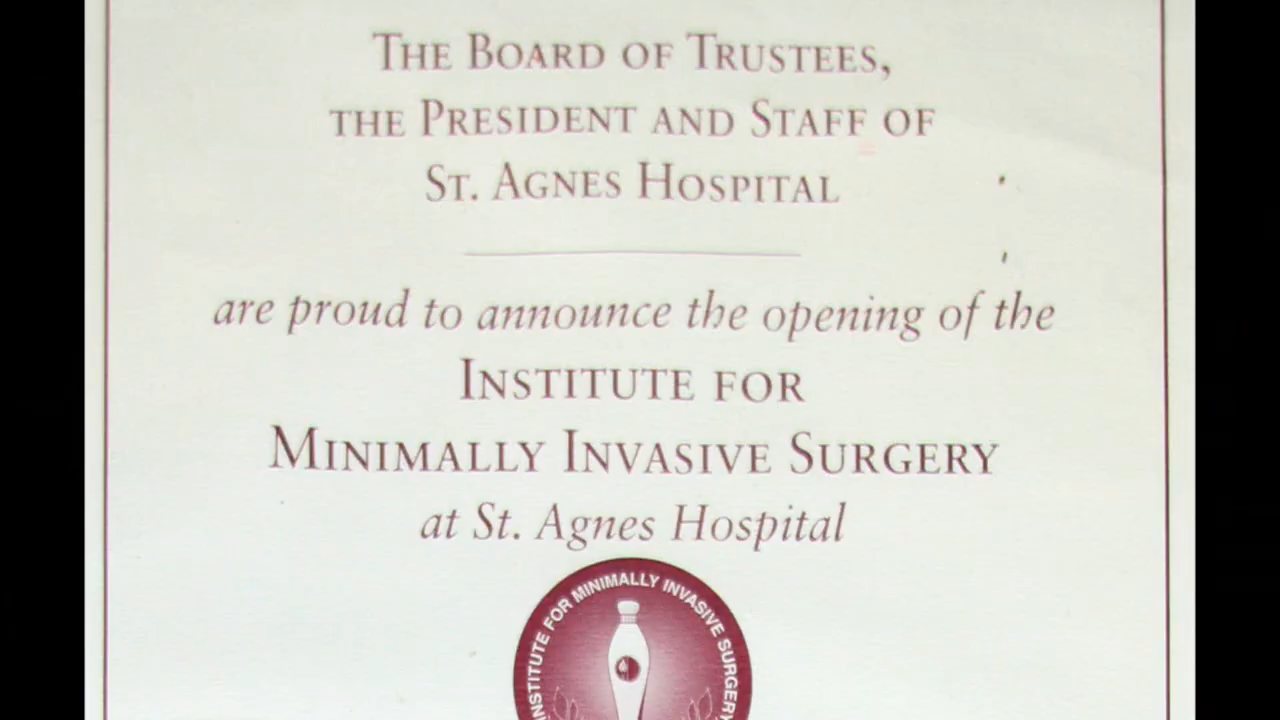 THE BOARD OF TRUSTEES,
THE PRESIDENT AND STAFF OF
ST. AGNES HOSPITAL
are proud to announce the opening of the
INSTITUTE FOR
MINIMALLY INVASIVE SURGERY
at St. Agnes Hospital
INSTITUTE FOR MINIMALLY INVASIVE SURGERY